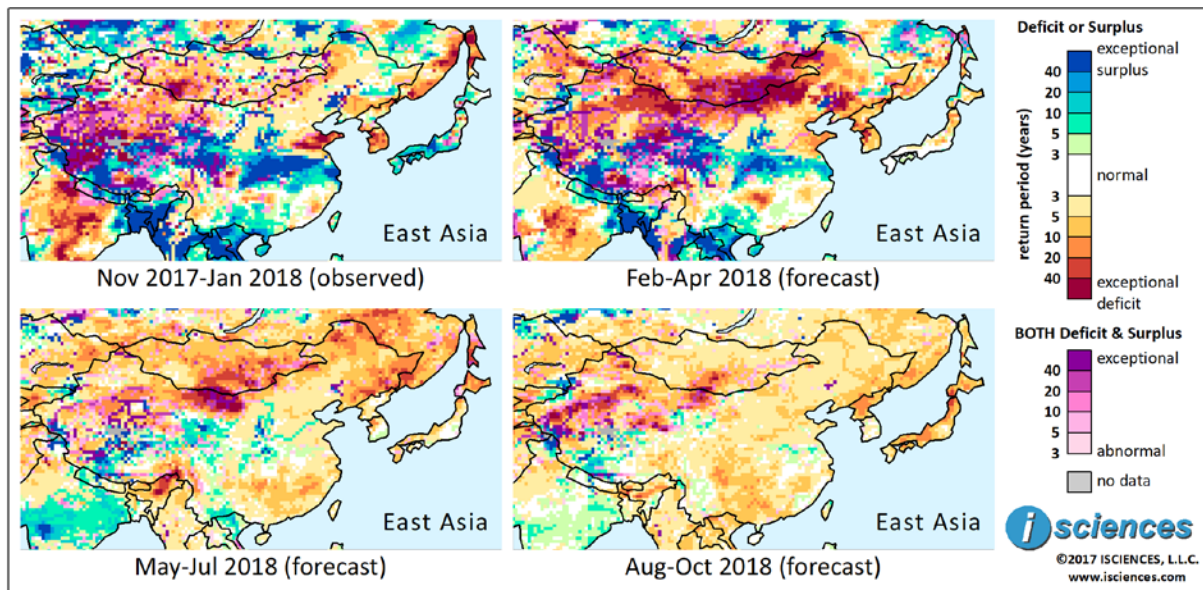 East Asia
Nov 2017-Jan 2018 (observed)
East Asia
Feb-Apr 2018 (forecast)
East Asia
May-Jul 2018 (forecast)
East Asia
Aug-Oct 2018 (forecast)
Deficit or Surplus
exceptional
surplus
40
20
10
5
3
normal
3
5
10
20
40
exceptional
deficit
return period (years)
BOTH Deficit & Surplus
exceptional
40
20
10
5
3
abnormal
no data
i sciences
©2017 ISCIENCES, L.L.C.
www.isciences.com